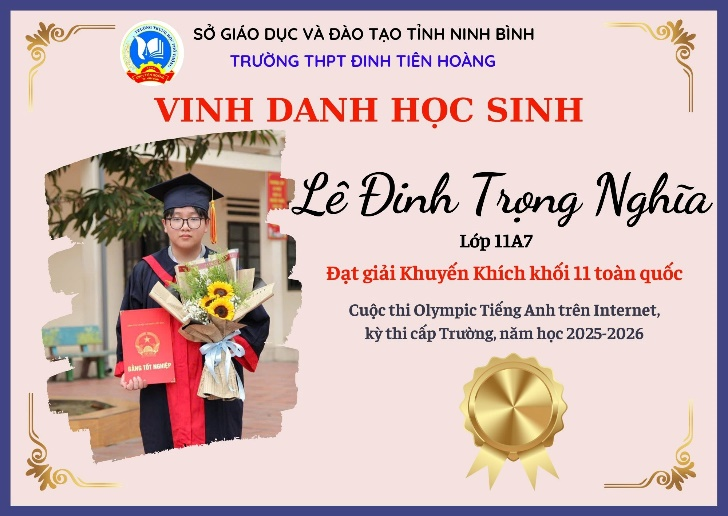 SỞ GIÁO DỤC VÀ ĐÀO TẠO TỈNH NINH BÌNH
TRƯỜNG THPT ĐINH TIÊN HOÀNG
VINH DANH HỌC SINH
Lê Đinh Trọng Nghĩa
Lớp 11A7
Đạt giải Khuyến Khích khối 11 toàn quốc
Cuộc thi Olympic Tiếng Anh trên Internet,
kỳ thi cấp Trường, năm học 2025-2026
BẰNG TỐT NGHIỆP